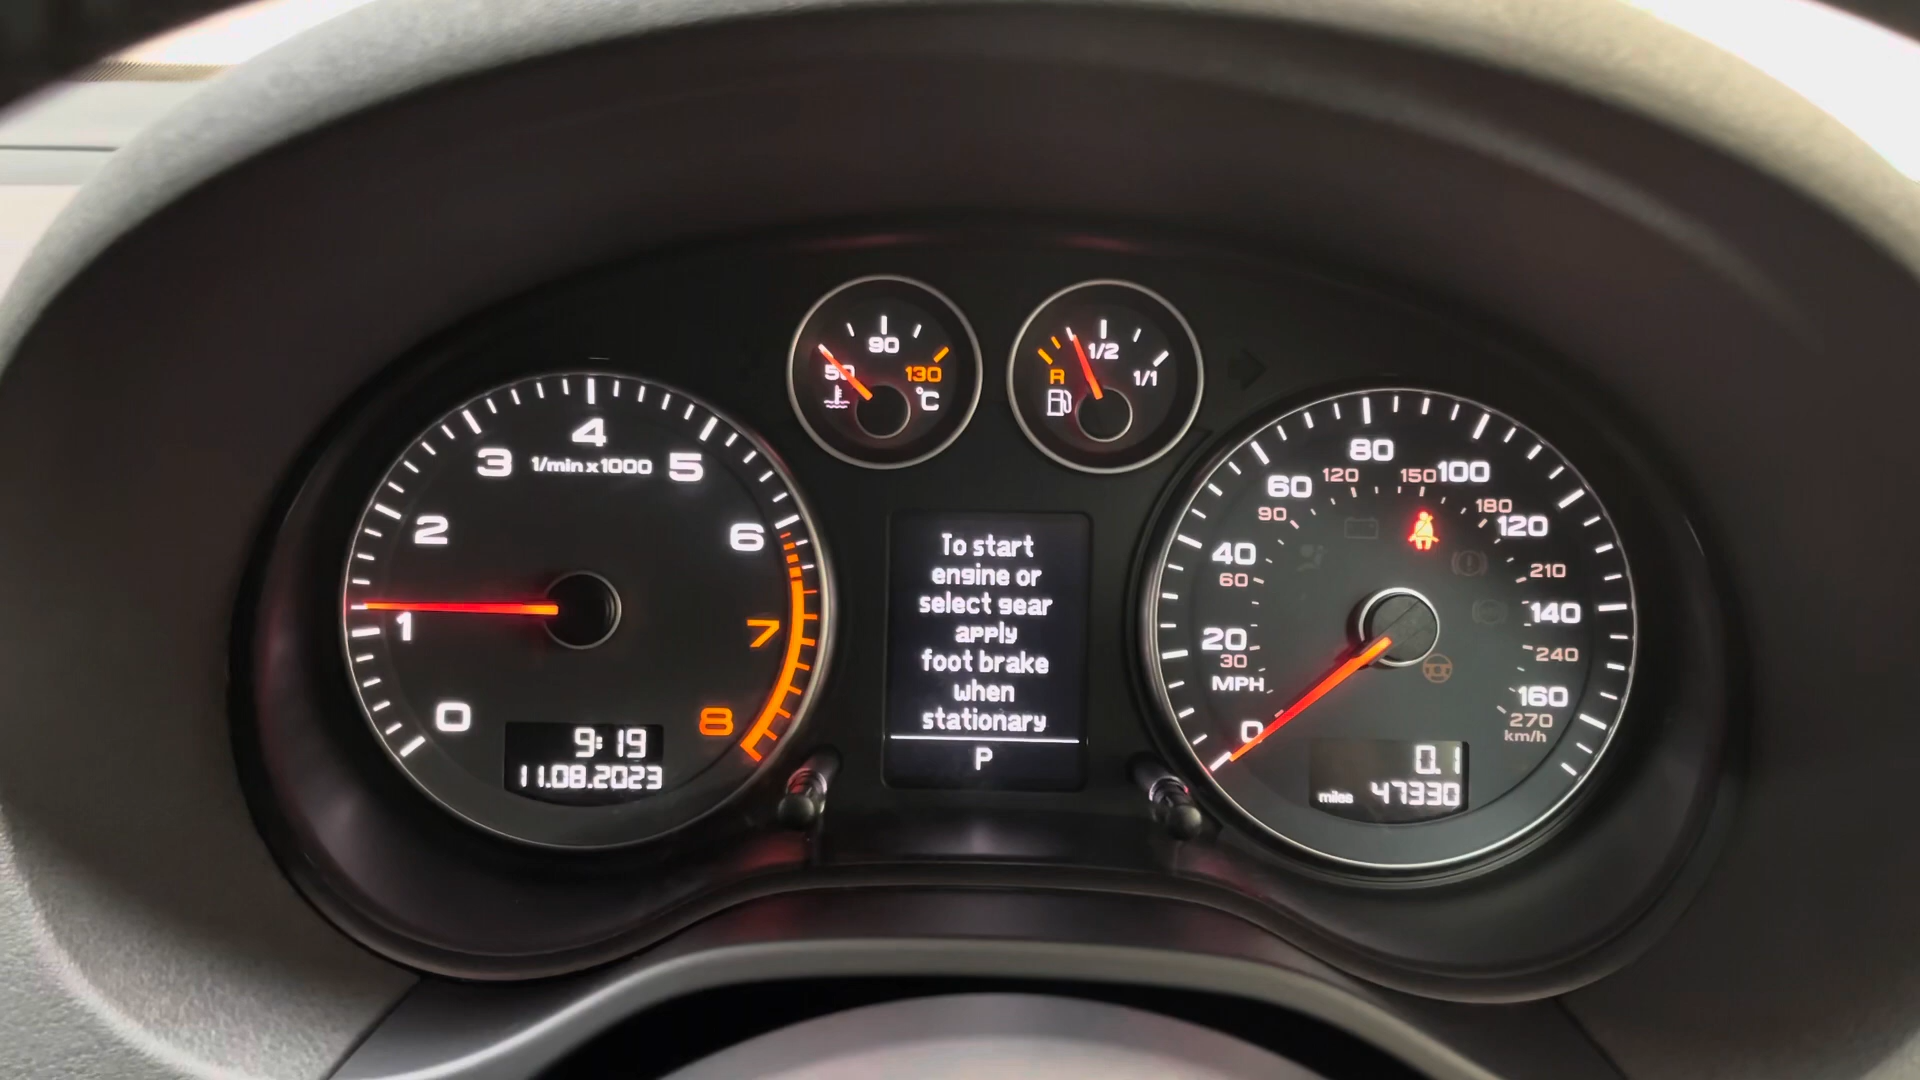 90
50
130
°C
1/2
R
1/1
4
3
1/min x 1000
5
2
6
1
7
0
8
9:19
11.08.2023
To start
engine or
select gear
apply
foot brake
when
stationary
P
80
120
150
100
60
90
180
120
40
60
210
140
20
30
240
MPH
160
270
km/h
0
0.1
miles 47330